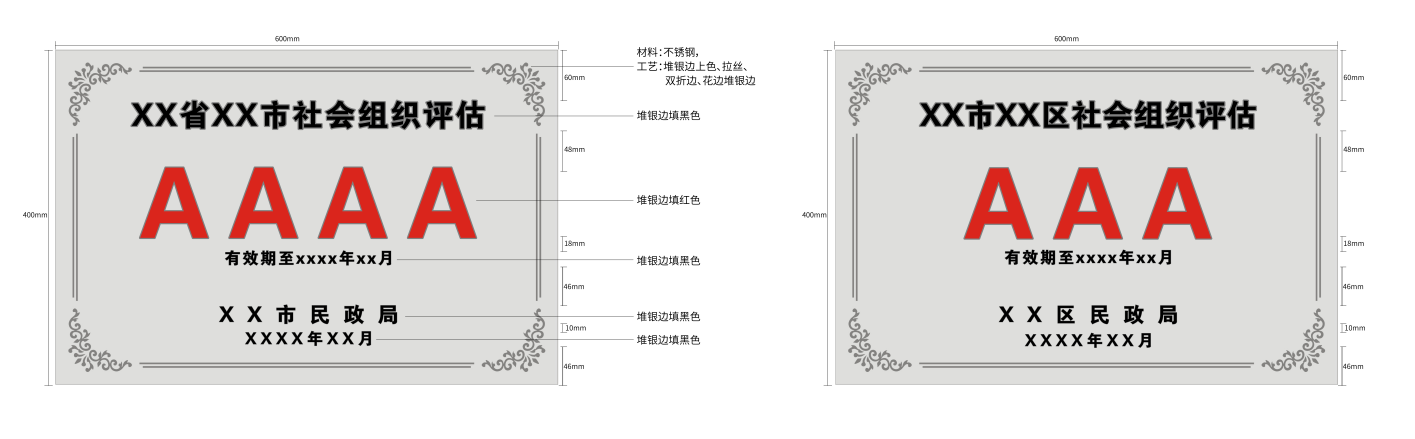 600mm
400mm
XX省XX市社会组织评估
AAAA
有效期至xxxx年xx月
XX市民政局
XXXX年XX月
60mm
48mm
18mm
46mm
10mm
46mm
材料：不锈钢，
工艺：堆银边上色、拉丝、
双折边、花边堆银边
堆银边填黑色
堆银边填红色
堆银边填黑色
堆银边填黑色
堆银边填黑色
600mm
400mm
XX市XX区社会组织评估
AAA
有效期至xxxx年xx月
XX区民政局
XXXX年XX月
60mm
48mm
18mm
46mm
10mm
46mm